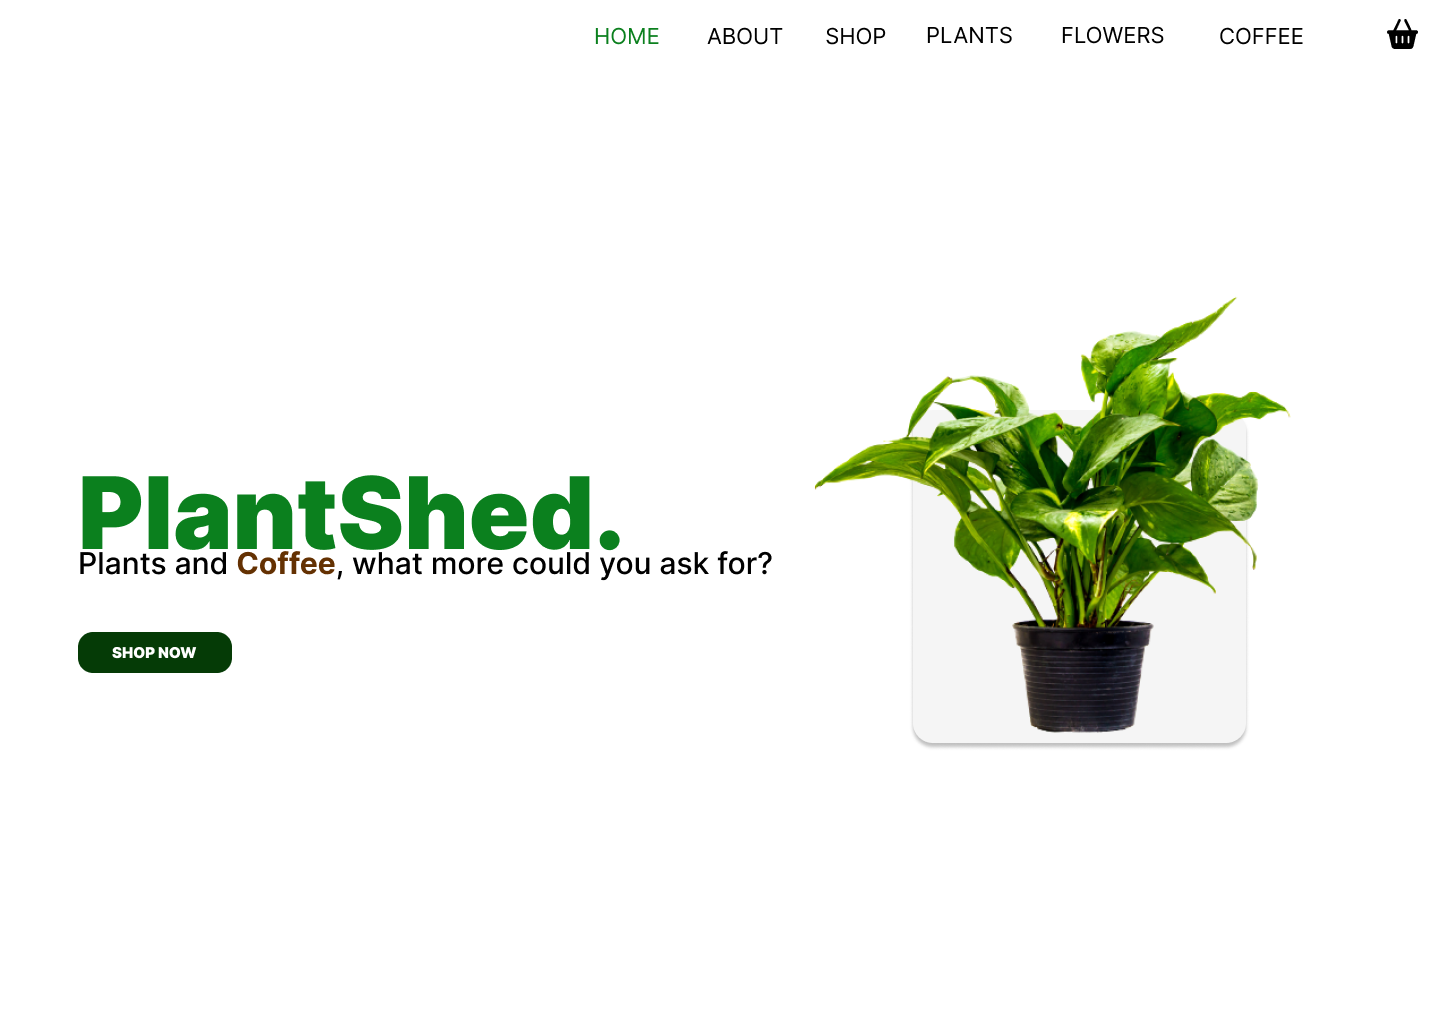 HOME ABOUT SHOP PLANTS FLOWERS COFFEE
PlantShed.
Plants and Coffee, what more could you ask for?
SHOP NOW